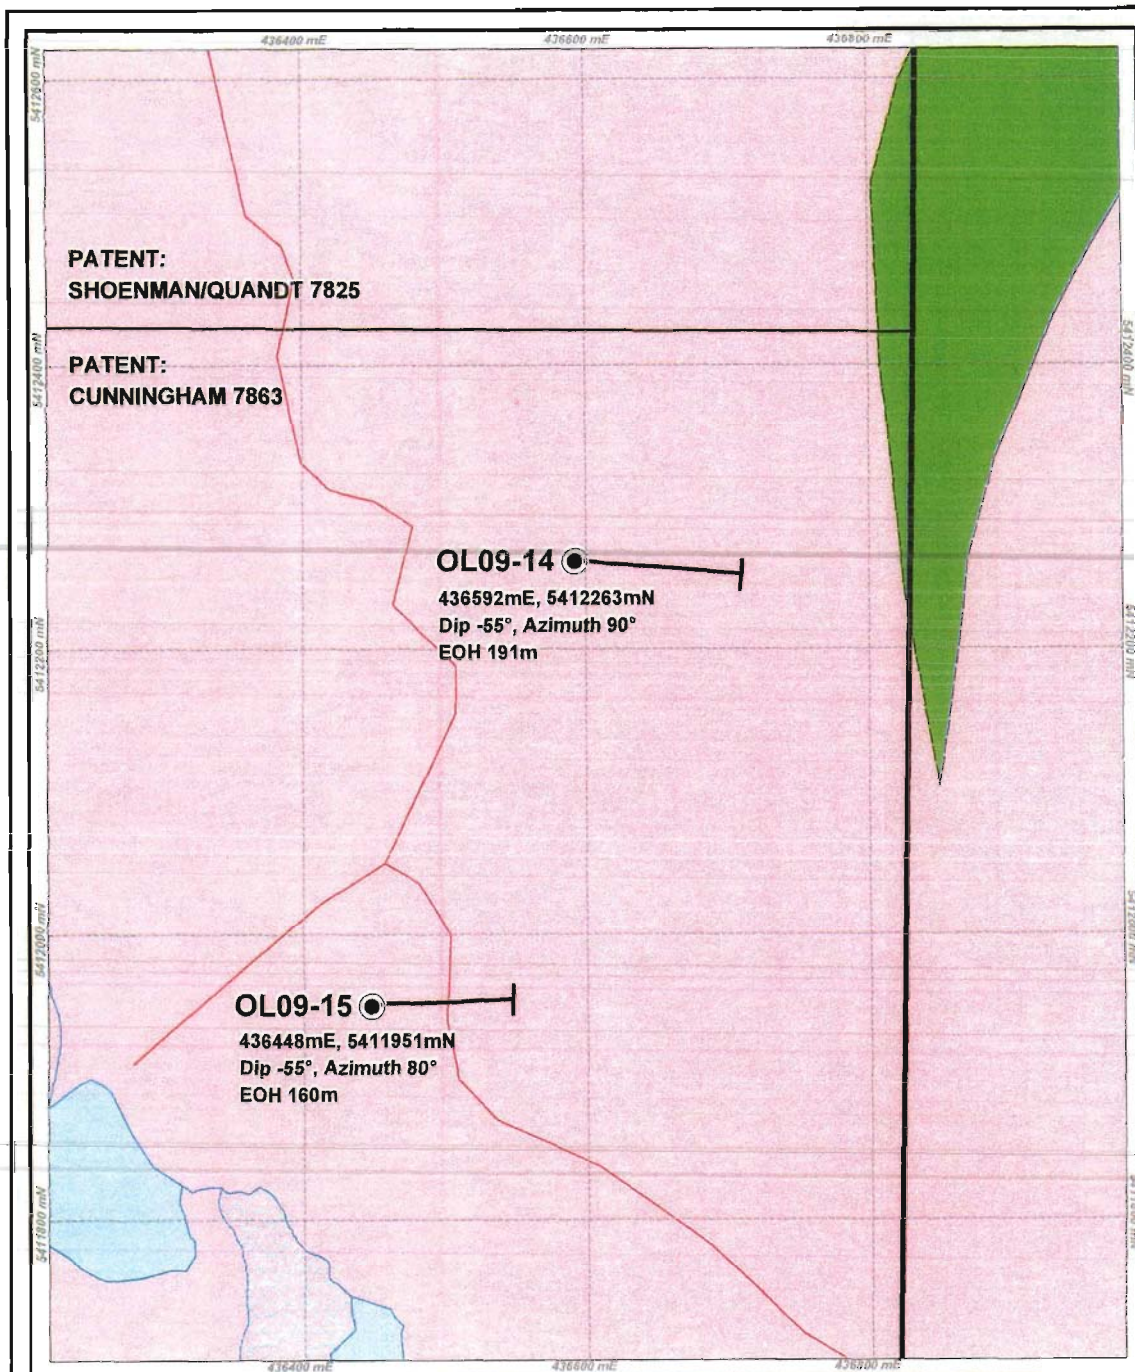 436400 mE 436600 mE 436800 mE
5412600 mN
PATENT:
SHOENMAN/QUANDT 7825
5412400 mN
5412400 mN
PATENT:
CUNNINGHAM 7863
OL09-14
436592mE, 5412263mN
Dip -55°, Azimuth 90°
EOH 191m
5412200 mN
5412200 mN
5412000 mN
5412000 mN
OL09-15
436448mE, 5411951mN
Dip -55°, Azimuth 80°
EOH 160m
5411800 mN
5411800 mN
436400 mE 436600 mE 436800 mE